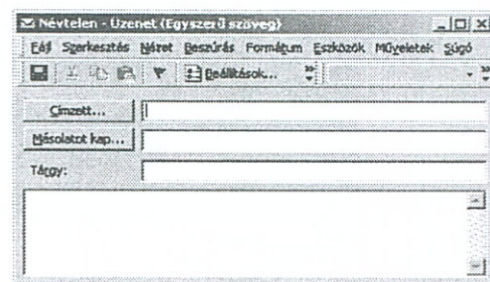 Névtelen - Üzenet (Egyszerű szöveg)
Fájl Szerkesztés Nézet Beszúrás Formátum Eszközök Műveletek Súgó
Beállítások...
Címzett...
Másolatot kap...
Tárgy: